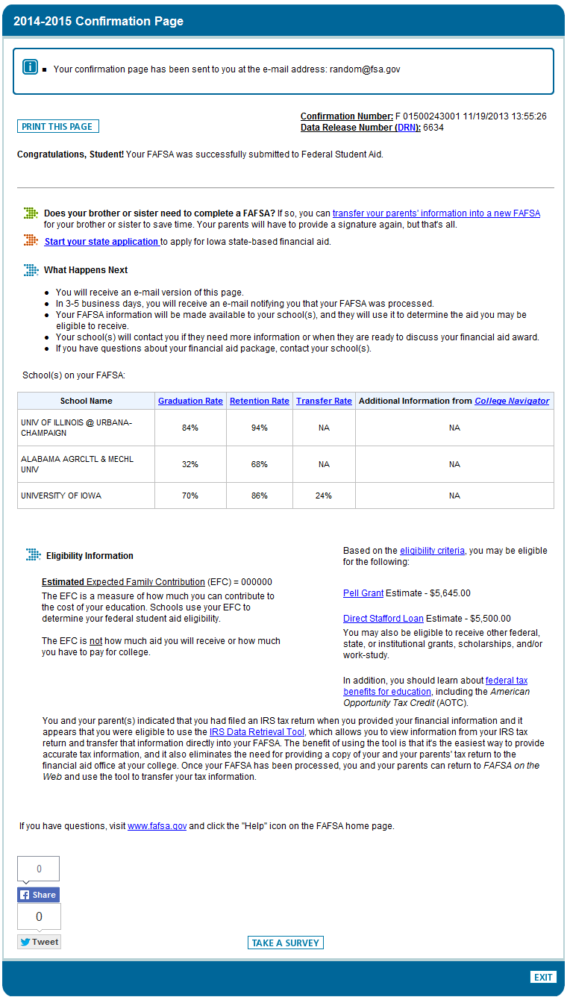 2014-2015 Confirmation Page
i
■ Your confirmation page has been sent to you at the e-mail address: random@fsa.gov
PRINT THIS PAGE
Confirmation Number: F 01500243001 11/19/2013 13:55:26
Data Release Number (DRN): 6634
Congratulations, Student! Your FAFSA was successfully submitted to Federal Student Aid.
Does your brother or sister need to complete a FAFSA? If so, you can transfer your parents' information into a new FAFSA
for your brother or sister to save time. Your parents will have to provide a signature again, but that's all.
Start your state application to apply for Iowa state-based financial aid.
What Happens Next
● You will receive an e-mail version of this page.
● In 3-5 business days, you will receive an e-mail notifying you that your FAFSA was processed.
● Your FAFSA information will be made available to your school(s), and they will use it to determine the aid you may be
eligible to receive.
● Your school(s) will contact you if they need more information or when they are ready to discuss your financial aid award.
● If you have questions about your financial aid package, contact your school(s).
School(s) on your FAFSA:
School Name Graduation Rate Retention Rate Transfer Rate Additional Information from College Navigator
UNIV OF ILLINOIS @ URBANA-
CHAMPAIGN 84% 94% NA NA
ALABAMA AGRCLTL & MECHL
UNIV 32% 68% NA NA
UNIVERSITY OF IOWA 70% 86% 24% NA
Eligibility Information
Estimated Expected Family Contribution (EFC) = 000000
The EFC is a measure of how much you can contribute to
the cost of your education. Schools use your EFC to
determine your federal student aid eligibility.
The EFC is not how much aid you will receive or how much
you have to pay for college.
Based on the eligibility criteria, you may be eligible
for the following:
Pell Grant Estimate - $5,645.00
Direct Stafford Loan Estimate - $5,500.00
You may also be eligible to receive other federal,
state, or institutional grants, scholarships, and/or
work-study.
In addition, you should learn about federal tax
benefits for education, including the American
Opportunity Tax Credit (AOTC).
You and your parent(s) indicated that you had filed an IRS tax return when you provided your financial information and it
appears that you were eligible to use the IRS Data Retrieval Tool, which allows you to view information from your IRS tax
return and transfer that information directly into your FAFSA. The benefit of using the tool is that it's the easiest way to provide
accurate tax information, and it also eliminates the need for providing a copy of your and your parents' tax return to the
financial aid office at your college. Once your FAFSA has been processed, you and your parents can return to FAFSA on the
Web and use the tool to transfer your tax information.
If you have questions, visit www.fafsa.gov and click the "Help" icon on the FAFSA home page.
0
Share
0
Tweet
TAKE A SURVEY
EXIT